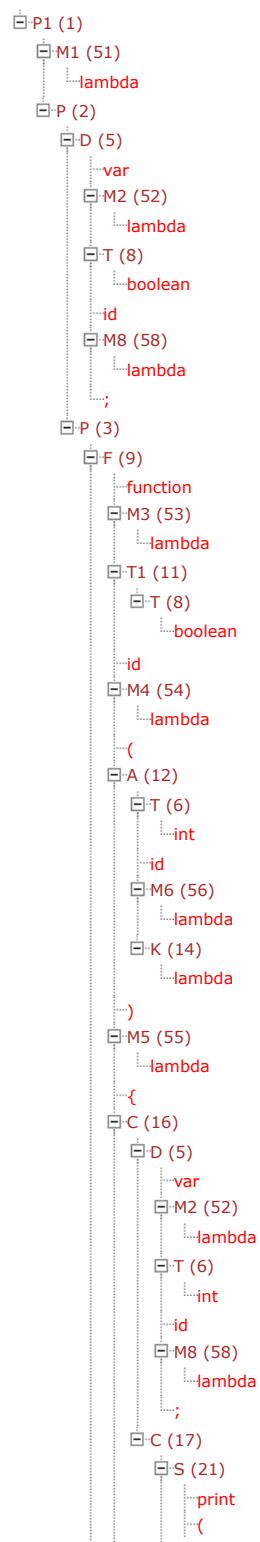 P1 (1)
M1 (51)
lambda
P (2)
D (5)
var
M2 (52)
lambda
T (8)
boolean
id
M8 (58)
lambda
;
P (3)
F (9)
function
M3 (53)
lambda
T1 (11)
T (8)
boolean
id
M4 (54)
lambda
(
A (12)
T (6)
int
id
M6 (56)
lambda
K (14)
lambda
)
M5 (55)
lambda
{
C (16)
D (5)
var
M2 (52)
lambda
T (6)
int
id
M8 (58)
lambda
;
C (17)
S (21)
print
(